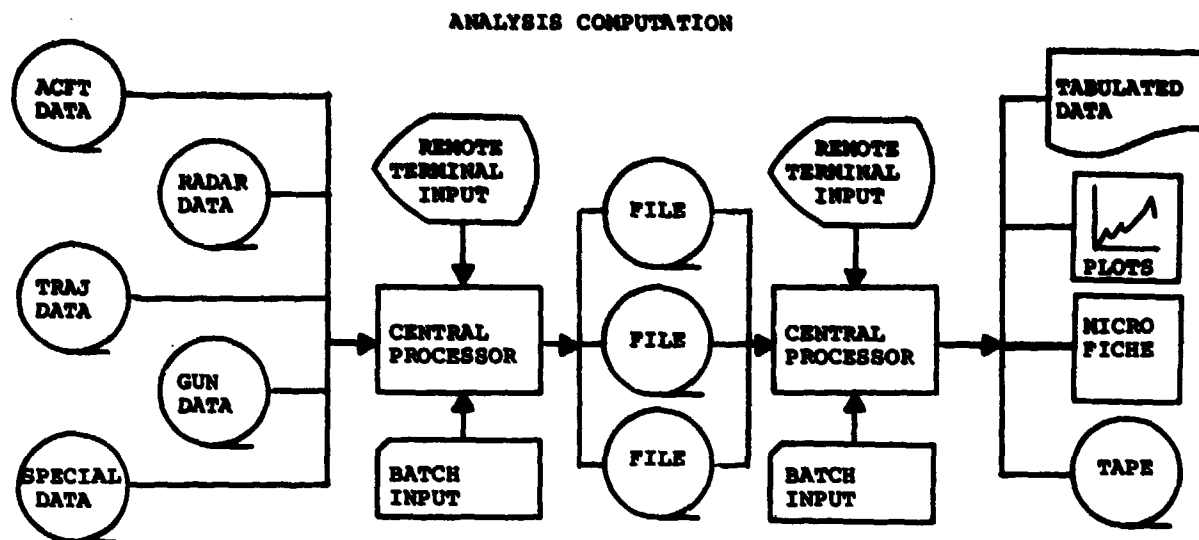 ANALYSIS COMPUTATION
ACFT
DATA
RADAR
DATA
TRAJ
DATA
GUN
DATA
SPECIAL
DATA
REMOTE
TERMINAL
INPUT
CENTRAL
PROCESSOR
BATCH
INPUT
FILE
FILE
FILE
REMOTE
TERMINAL
INPUT
CENTRAL
PROCESSOR
BATCH
INPUT
TABULATED
DATA
PLOTS
MICRO
FICHE
TAPE